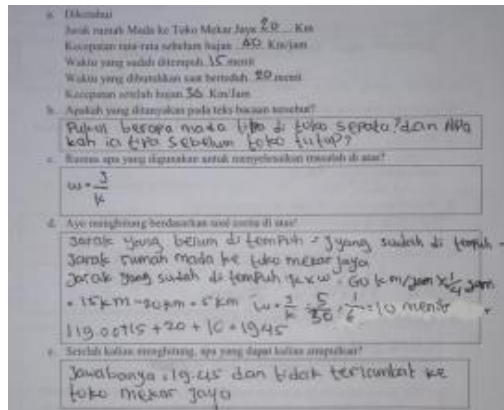 a. Diketahui
Jarak rumah Mada ke Toko Mekar Jaya 20 Km
Kecepatan rata-rata sebelum hujan 60 Km/jam
Waktu yang sudah ditempuh 15 menit
Waktu yang dibutuhkan saat berteduh 20 menit
Kecepatan setelah hujan 30 Km/Jam
b. Apakah yang ditanyakan pada teks bacaan tersebut?
Pukul berapa mada tiba di toko sepatu? dan Apa
kah ia tiba sebelum toko tutup?
c. Rumus apa yang digunakan untuk menyelesaikan masalah di atas?
w = J/K
d. Ayo menghitung berdasarkan soal cerita di atas!
Jarak yang belum di tempuh = J yang sudah di tempuh -
Jarak rumah mada ke toko mekar jaya
Jarak yang sudah di tempuh = k x w = 60 km/jam x 1/4 jam
= 15 km - 20 km = 5 km w = J/K = 5/30 = 1/6 = 10 menit
19.00 + 15 + 20 + 10 = 19.45
e. Setelah kalian menghitung, apa yang dapat kalian simpulkan?
Jawabanya = 19.45 dan tidak terlambat ke
toko mekar jaya